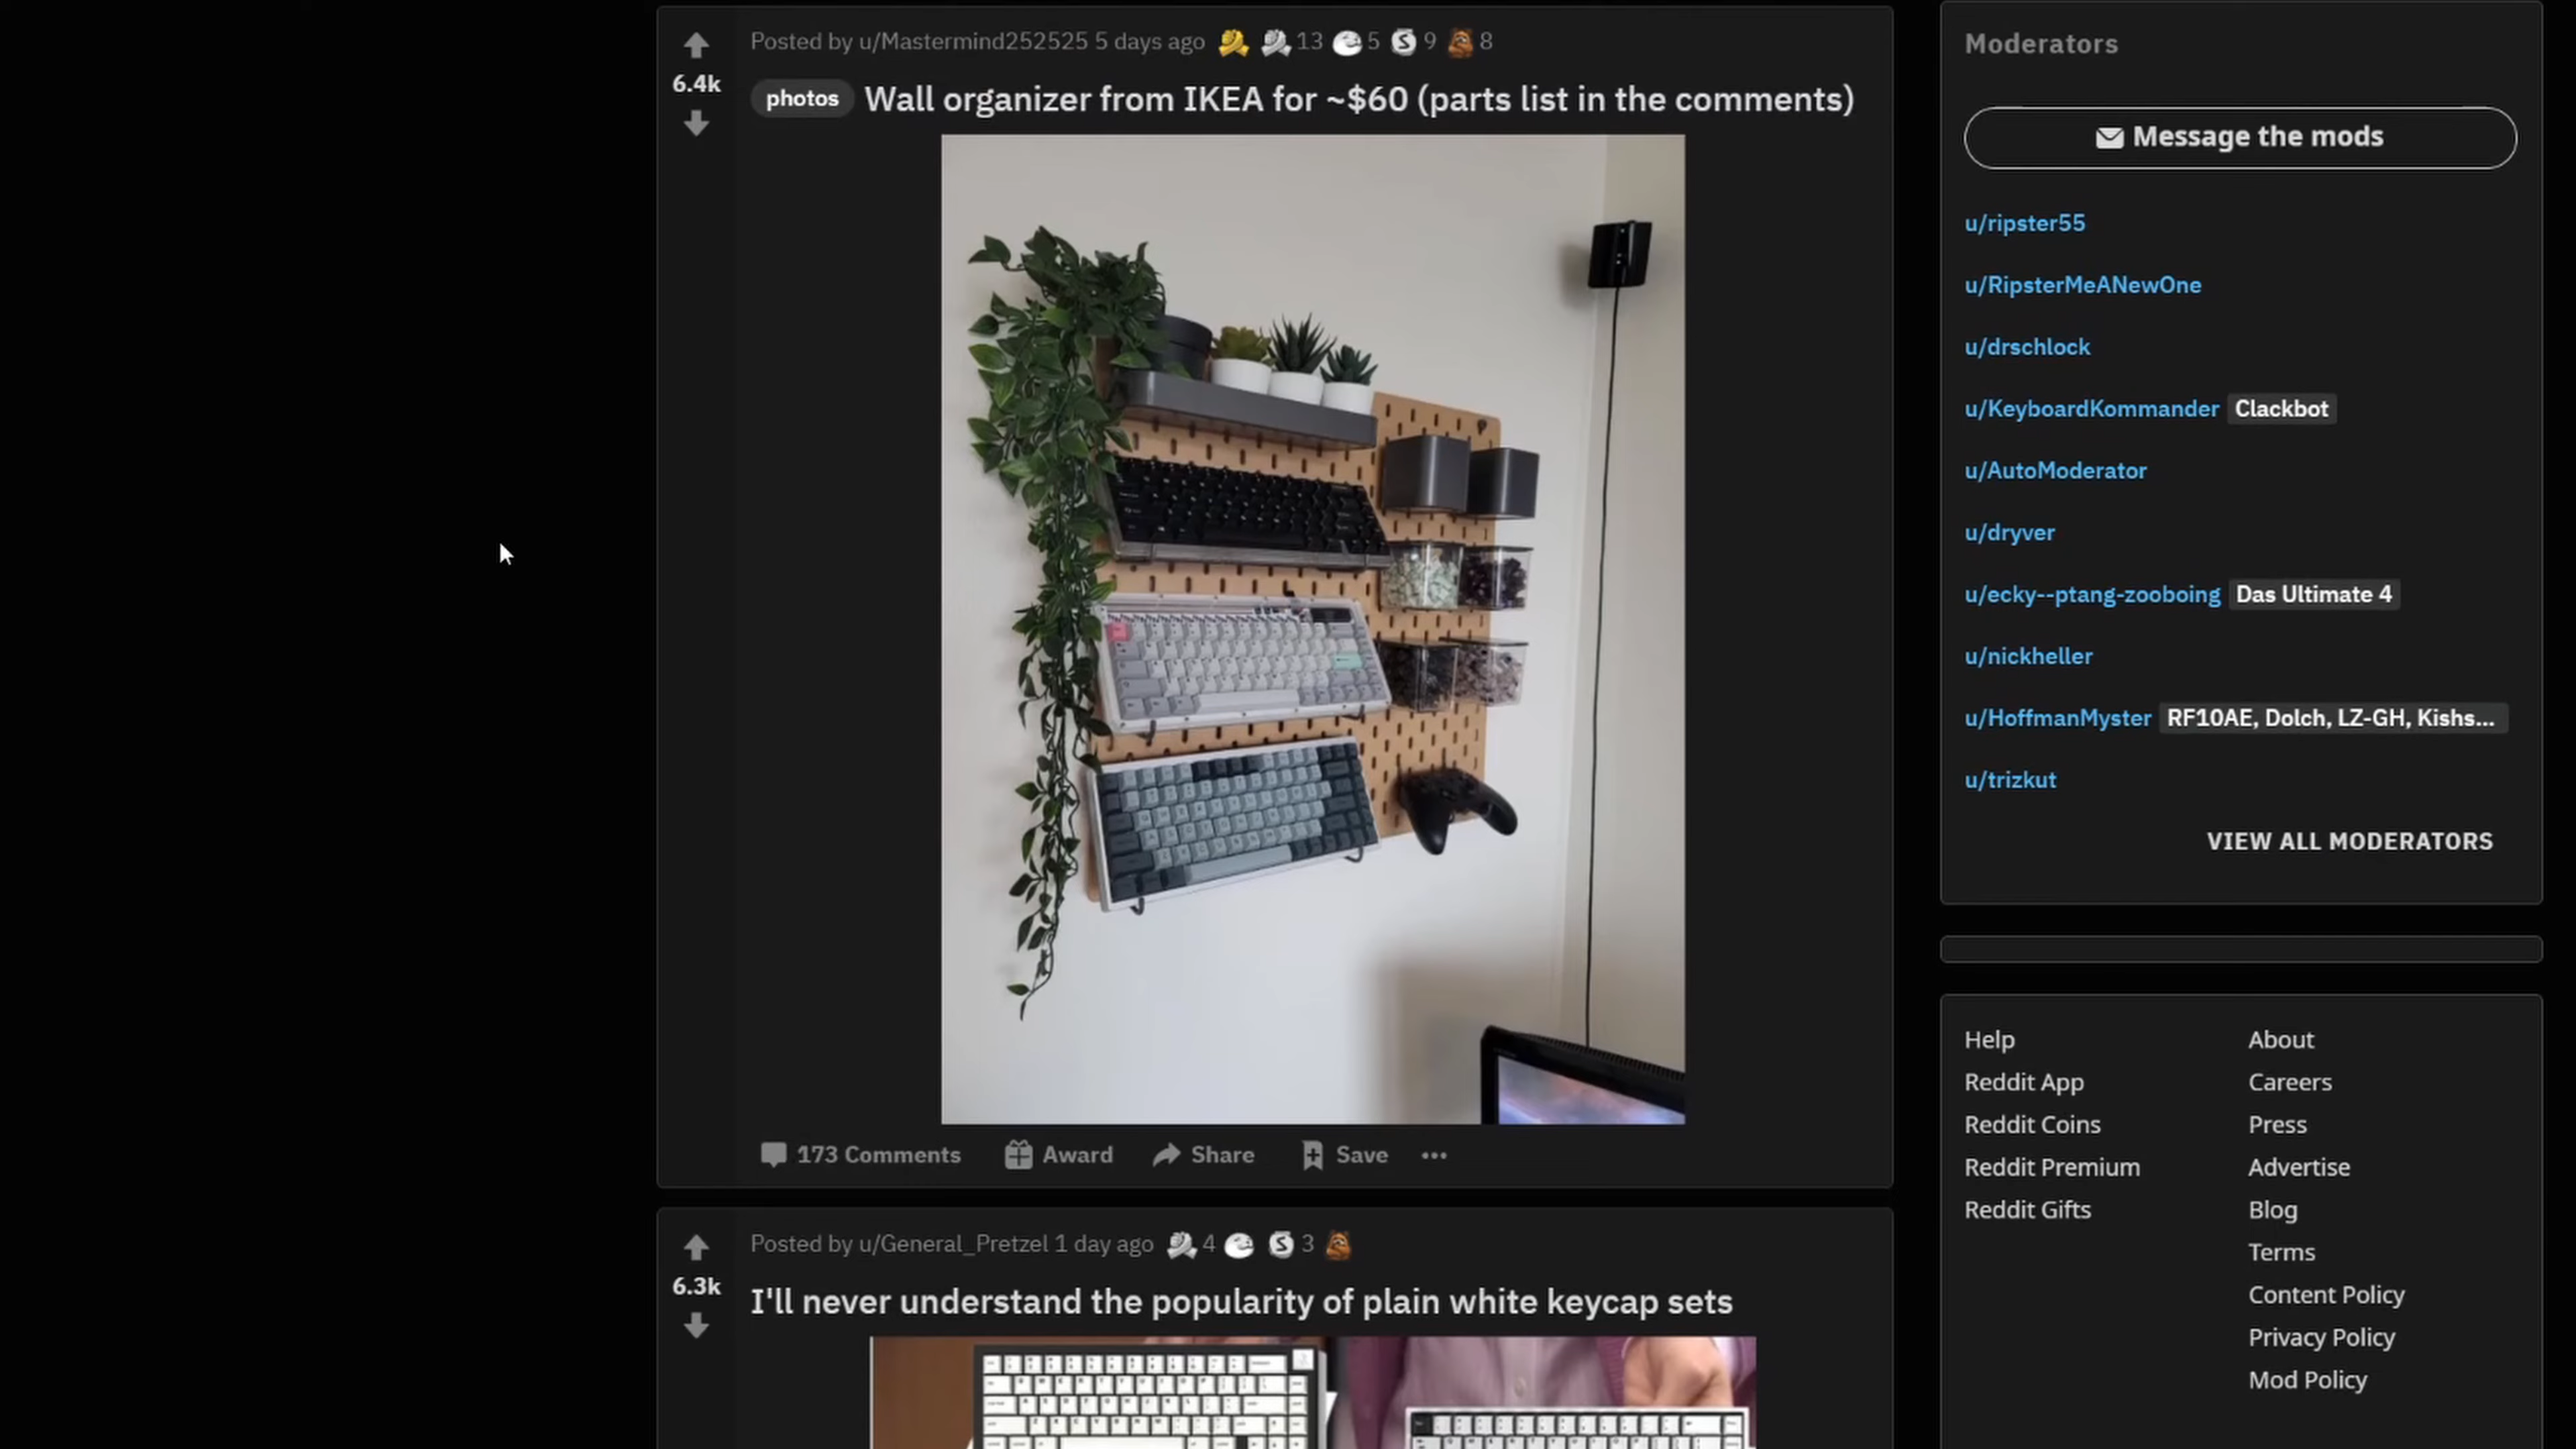 Posted by u/Mastermind252525 5 days ago 13 5 9 8
6.4k
photos Wall organizer from IKEA for ~$60 (parts list in the comments)
173 Comments Award Share Save
Posted by u/General_Pretzel 1 day ago 4 S 3
6.3k
I'll never understand the popularity of plain white keycap sets
Moderators
Message the mods
u/ripster55
u/RipsterMeANewOne
u/drschlock
u/KeyboardKommander Clackbot
u/AutoModerator
u/dryver
u/ecky--ptang-zooboing Das Ultimate 4
u/nickheller
u/HoffmanMyster RF10AE, Dolch, LZ-GH, Kishs...
u/trizkut
VIEW ALL MODERATORS
Help
Reddit App
Reddit Coins
Reddit Premium
Reddit Gifts
About
Careers
Press
Advertise
Blog
Terms
Content Policy
Privacy Policy
Mod Policy